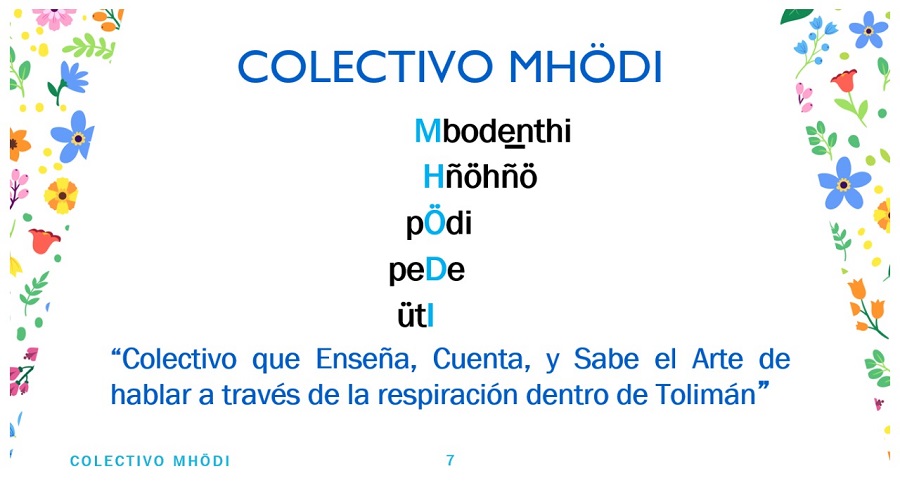 COLECTIVO MHÖDI
Mbode̲nthi
Hñöhñö
pÖdi
peDe
ütI
“Colectivo que Enseña, Cuenta, y Sabe el Arte de
hablar a través de la respiración dentro de Tolimán”
COLECTIVO MHÖDI
7